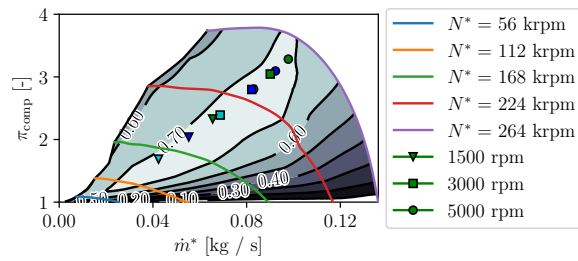 4
3
2
1
π_comp [-]
0.60
0.70
0.60
0.50
0.20
0.10
0.30
0.40
0.00
0.04
0.08
0.12
ṁ* [kg / s]
N* = 56 krpm
N* = 112 krpm
N* = 168 krpm
N* = 224 krpm
N* = 264 krpm
1500 rpm
3000 rpm
5000 rpm